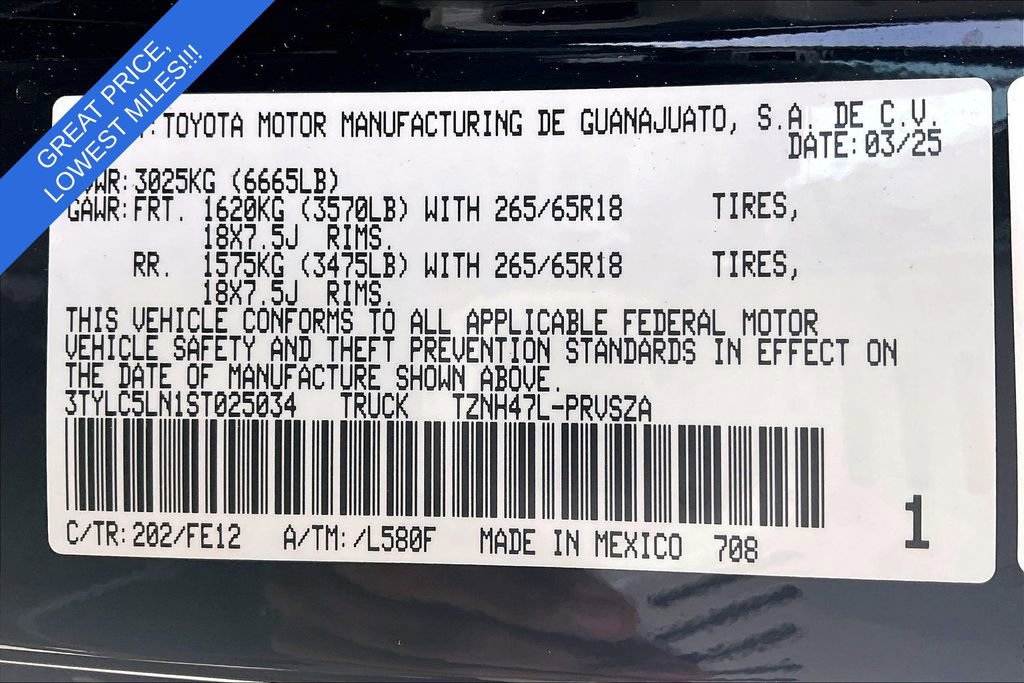 GREAT PRICE,
LOWEST MILES!!!
TOYOTA MOTOR MANUFACTURING DE GUANAJUATO, S.A. DE C.V.
DATE:03/25
GVWR:3025KG (6665LB)
GAWR:FRT. 1620KG (3570LB) WITH 265/65R18 TIRES,
18X7.5J RIMS.
RR. 1575KG (3475LB) WITH 265/65R18 TIRES,
18X7.5J RIMS.
THIS VEHICLE CONFORMS TO ALL APPLICABLE FEDERAL MOTOR
VEHICLE SAFETY AND THEFT PREVENTION STANDARDS IN EFFECT ON
THE DATE OF MANUFACTURE SHOWN ABOVE.
3TYLC5LN1ST025034 TRUCK TZNH47L-PRVSZA
C/TR:202/FE12 A/TM:/L580F MADE IN MEXICO 708
1